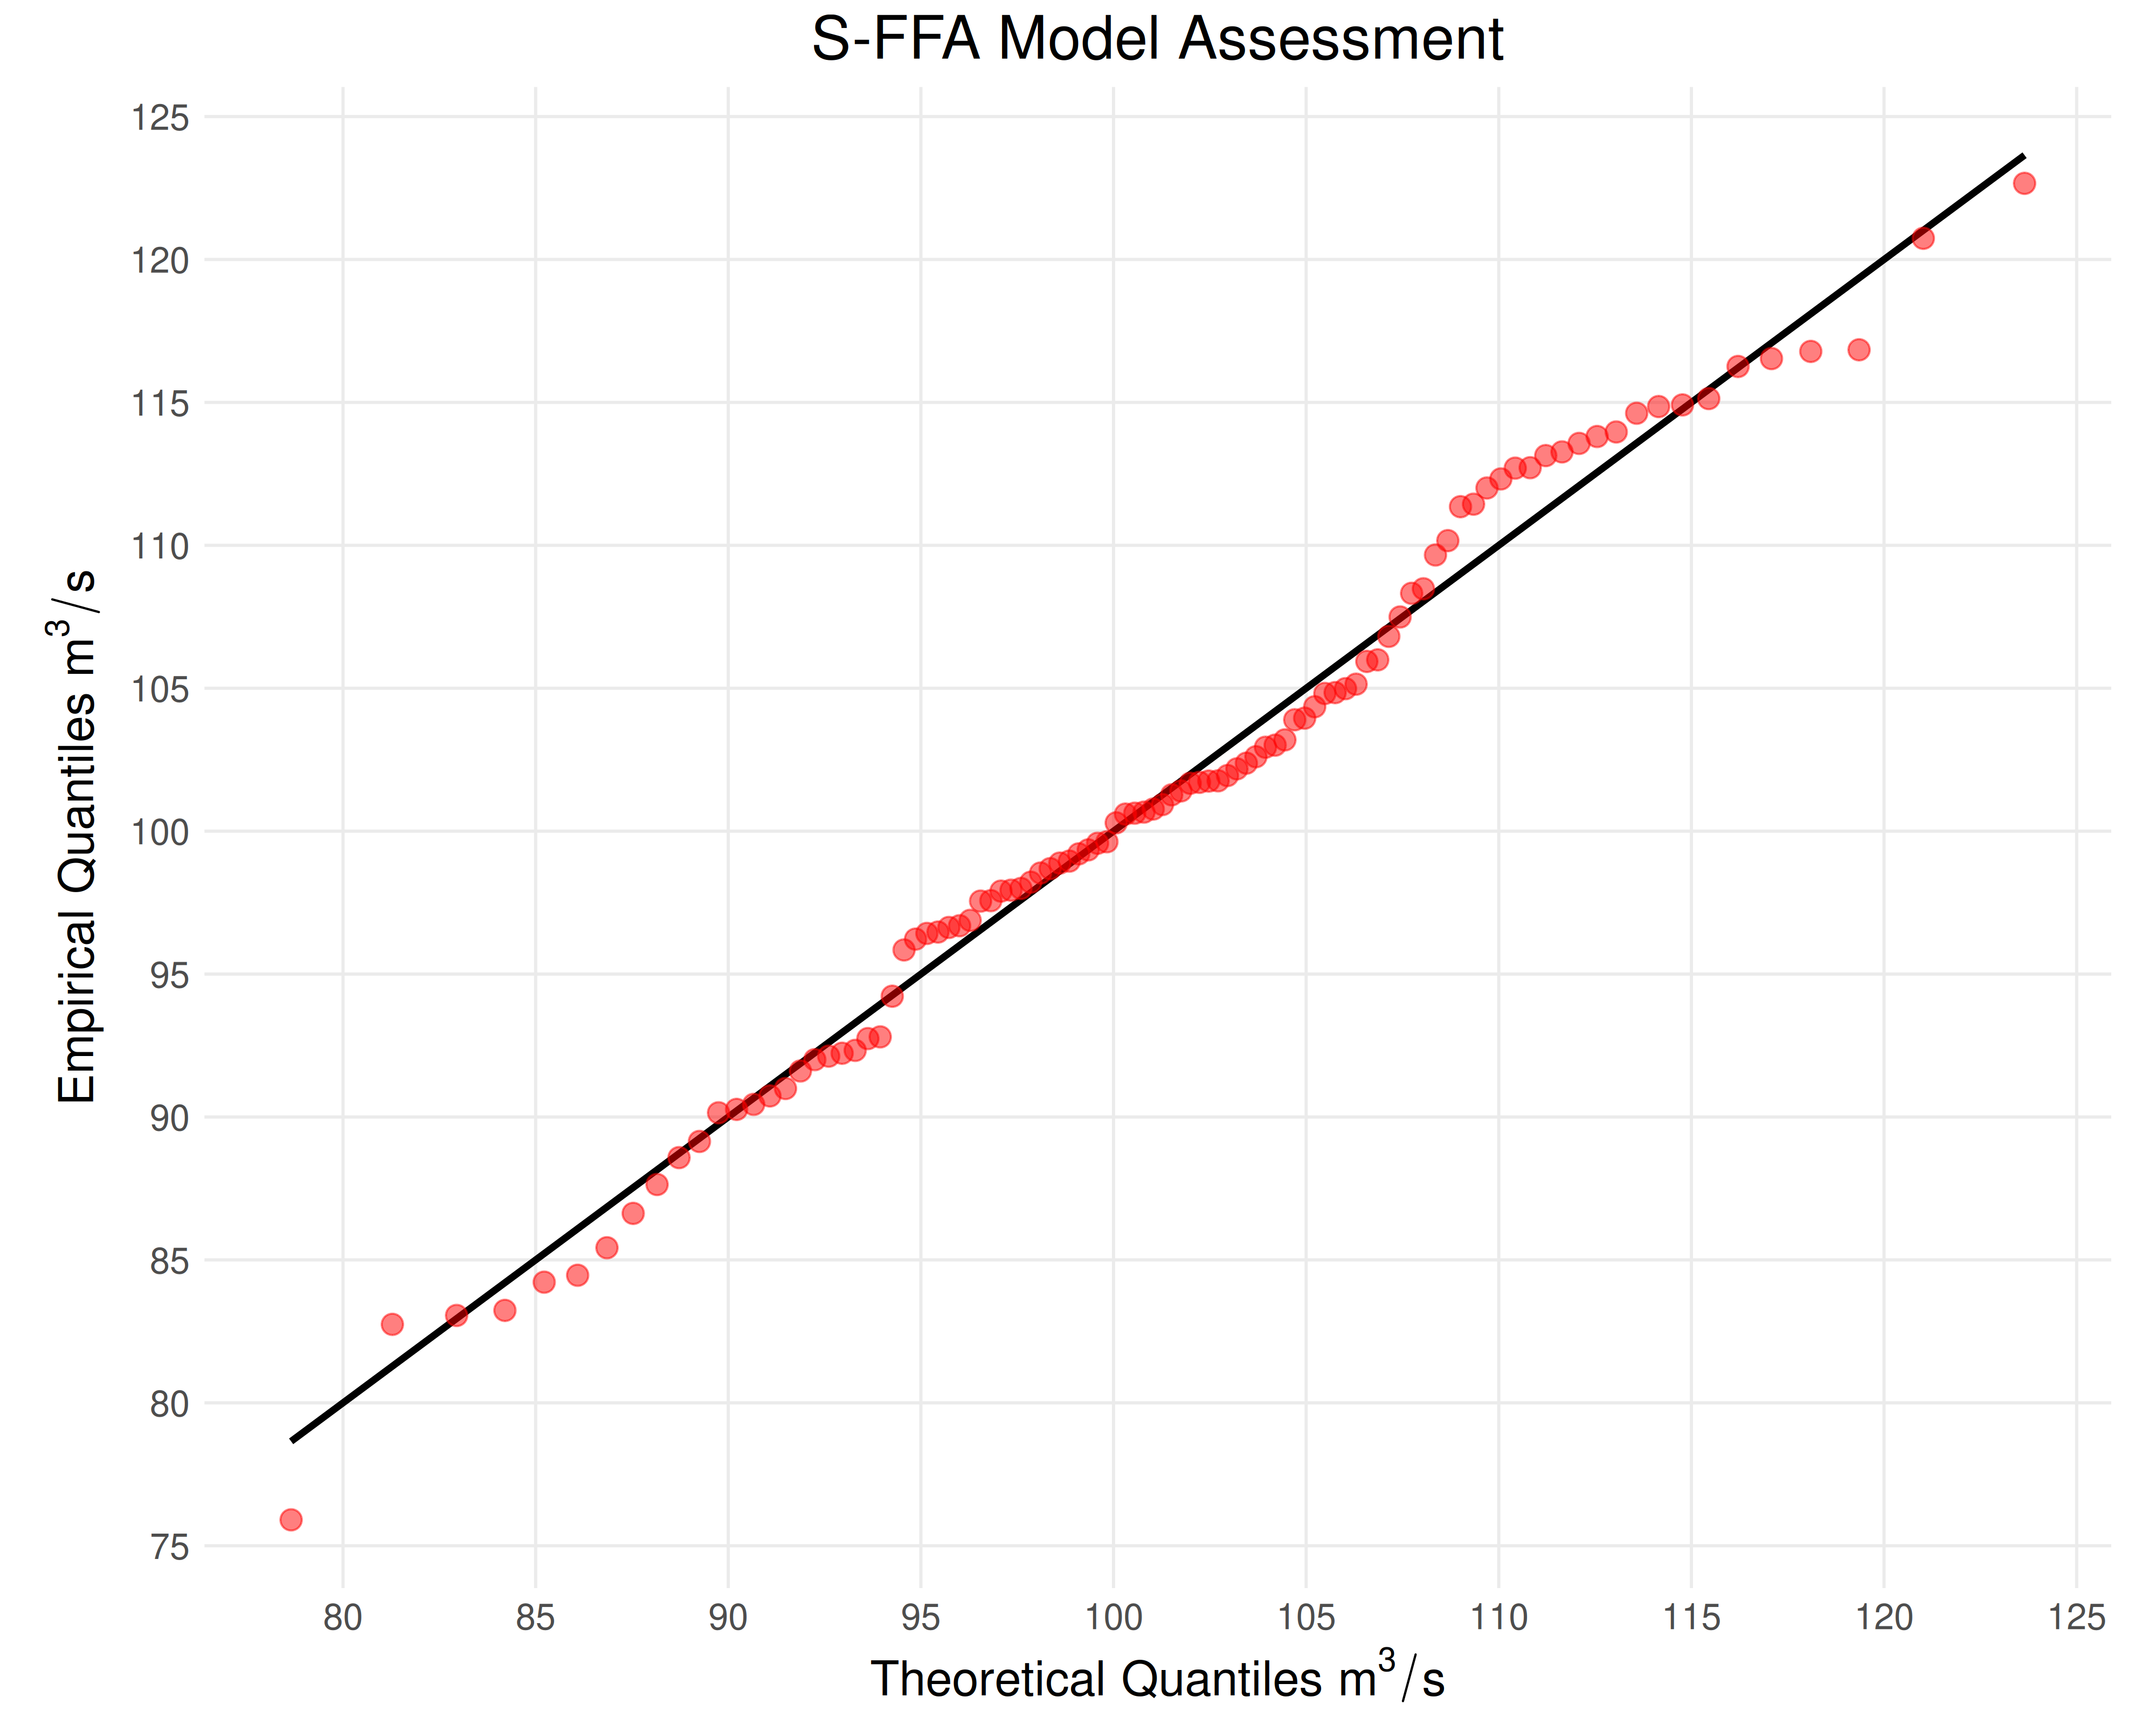 S-FFA Model Assessment
125
120
115
110
105
100
95
90
85
80
75
Empirical Quantiles m³/s
80 85 90 95 100 105 110 115 120 125
Theoretical Quantiles m³/s